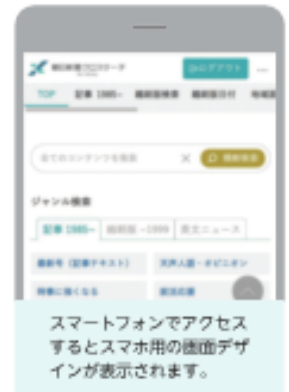 朝日新聞クロスサーチ
ログアウト
TOP 記事 1985~ 縮刷版検索 縮刷版日付
全てのコンテンツを検索 × 横断検索
ジャンル検索
記事 1985~ 縮刷版 ~1999 英文ニュース
最新号（記事テキスト） 天声人語・オピニオン
時事に強くなる 就活応援
スマートフォンでアクセス
するとスマホ用の画面デザ
インが表示されます。